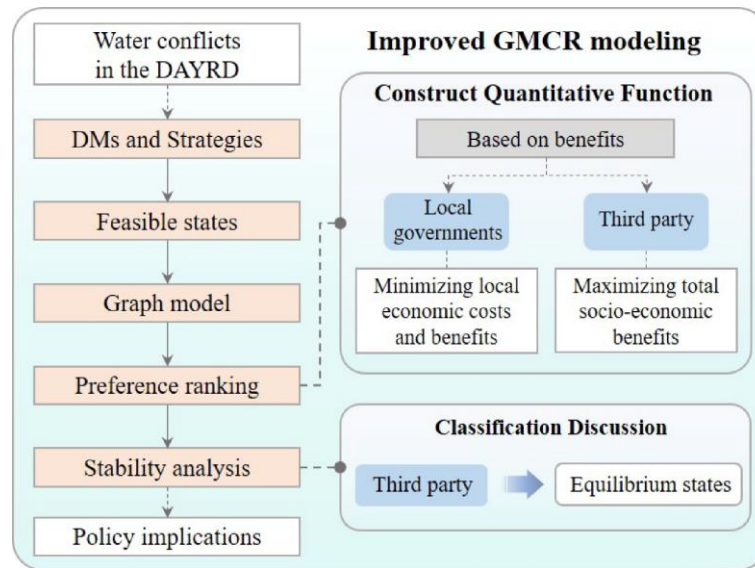 Water conflicts
in the DAYRD
DMs and Strategies
Feasible states
Graph model
Preference ranking
Stability analysis
Policy implications
Improved GMCR modeling
Construct Quantitative Function
Based on benefits
Local
governments
Third party
Minimizing local
economic costs
and benefits
Maximizing total
socio-economic
benefits
Classification Discussion
Third party
Equilibrium states